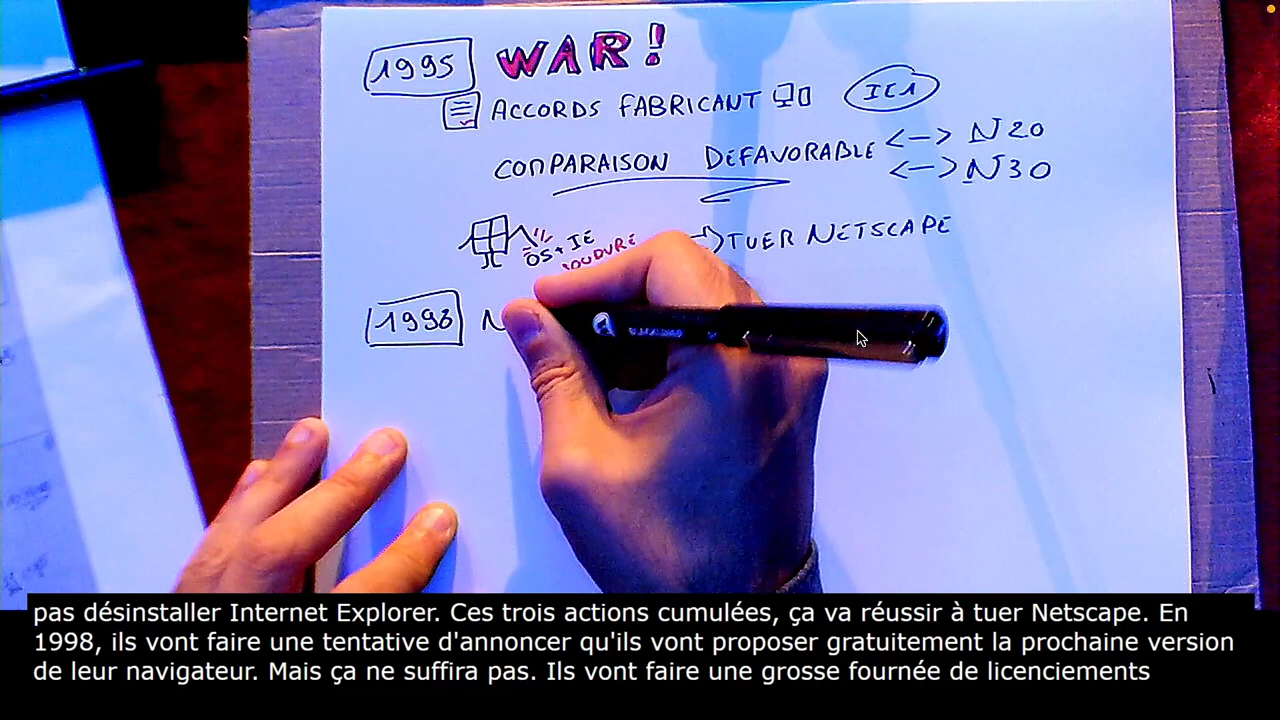 1995 WAR!
ACCORDS FABRICANT IE1
COMPARAISON DEFAVORABLE <--> N20
<--> N30
OS + IE
SOUDURE
TUER NETSCAPE
1998 N
pas désinstaller Internet Explorer. Ces trois actions cumulées, ça va réussir à tuer Netscape. En
1998, ils vont faire une tentative d'annoncer qu'ils vont proposer gratuitement la prochaine version
de leur navigateur. Mais ça ne suffira pas. Ils vont faire une grosse fournée de licenciements